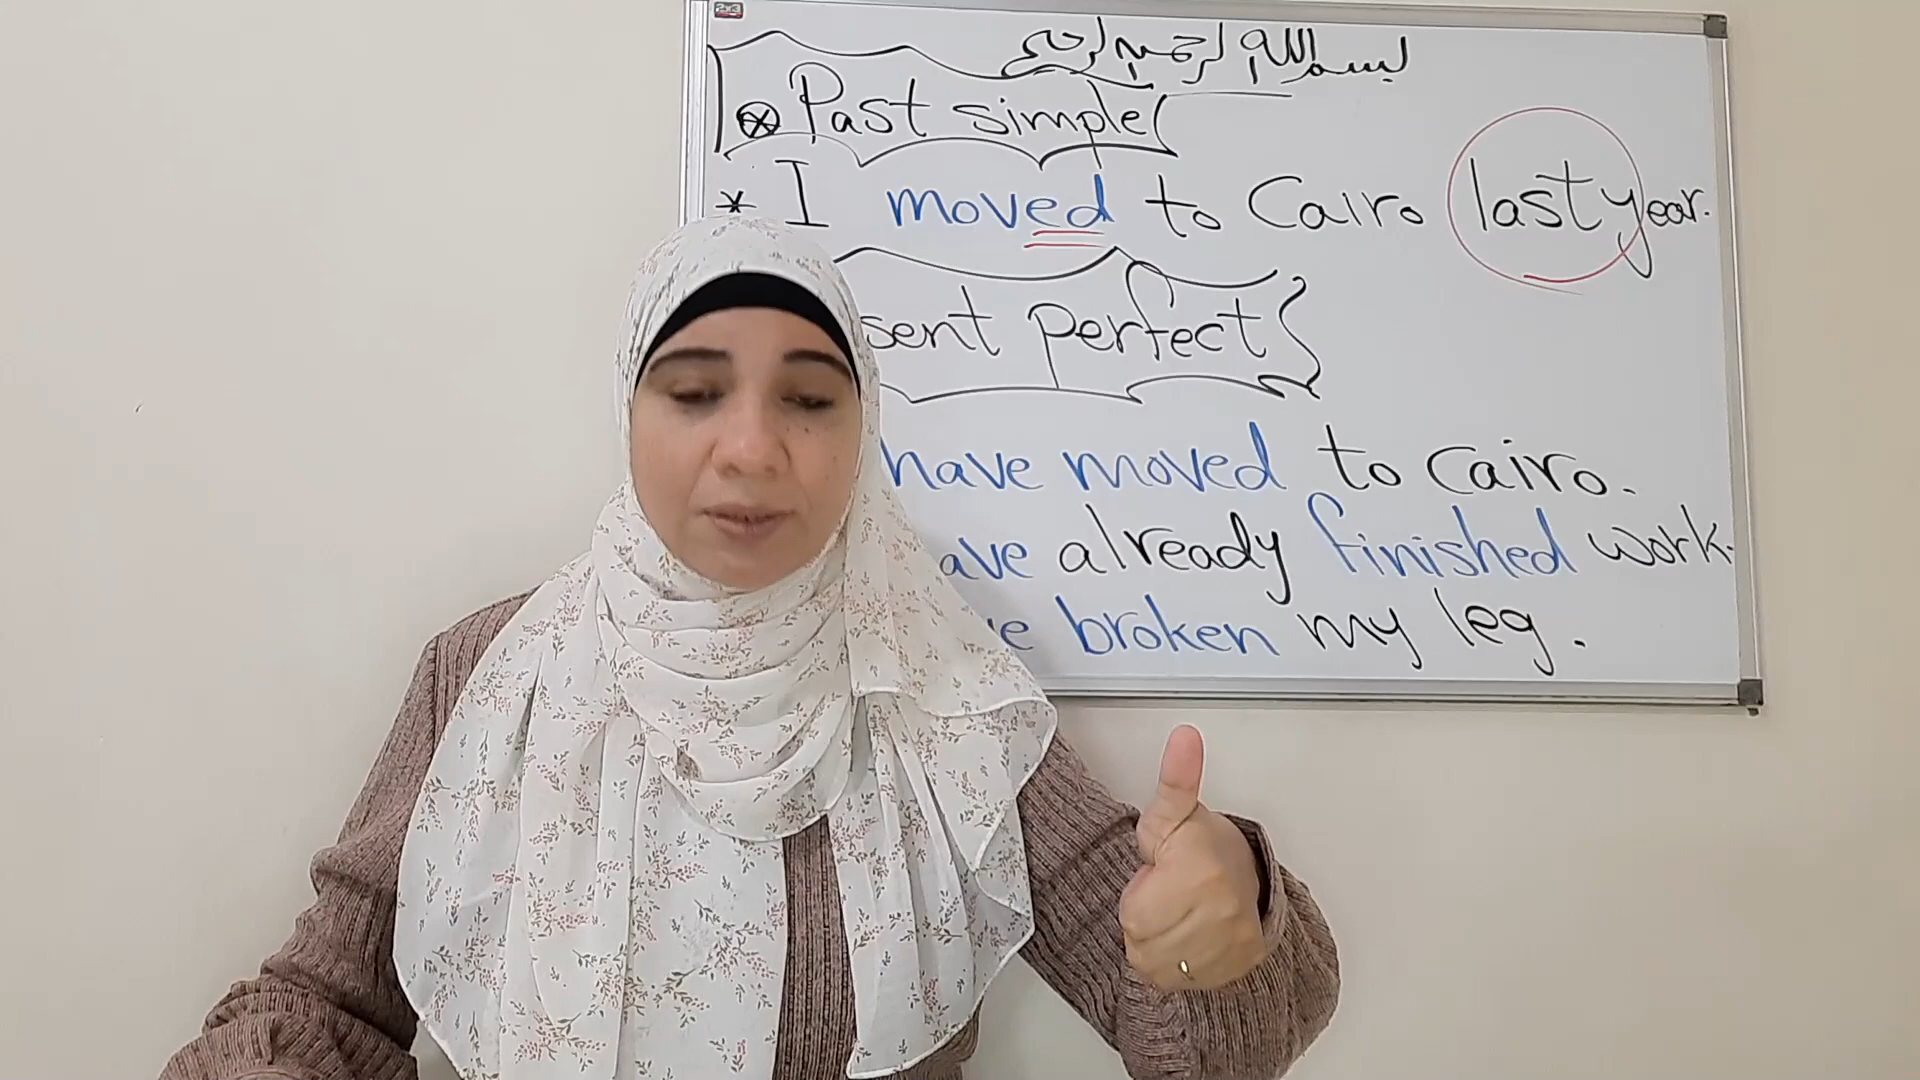 بسم الله الرحمن الرحيم
Past simple
* I moved to Cairo last year.
sent perfect
have moved to Cairo.
ave already finished work.
e broken my leg.